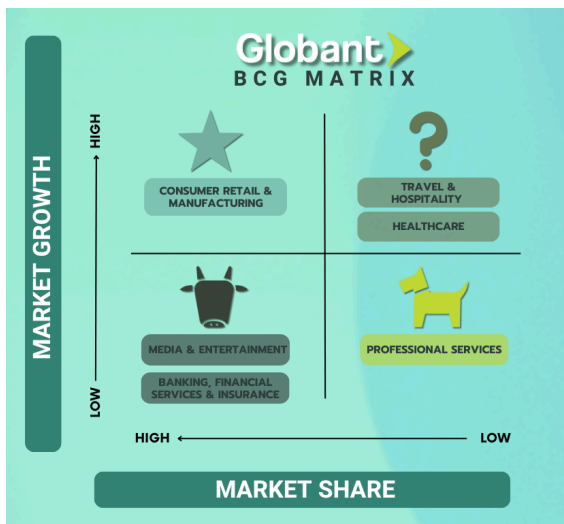 Globant
BCG MATRIX
MARKET GROWTH
HIGH
LOW
CONSUMER RETAIL &
MANUFACTURING
?
TRAVEL &
HOSPITALITY
HEALTHCARE
MEDIA & ENTERTAINMENT
BANKING, FINANCIAL
SERVICES & INSURANCE
PROFESSIONAL SERVICES
HIGH
LOW
MARKET SHARE